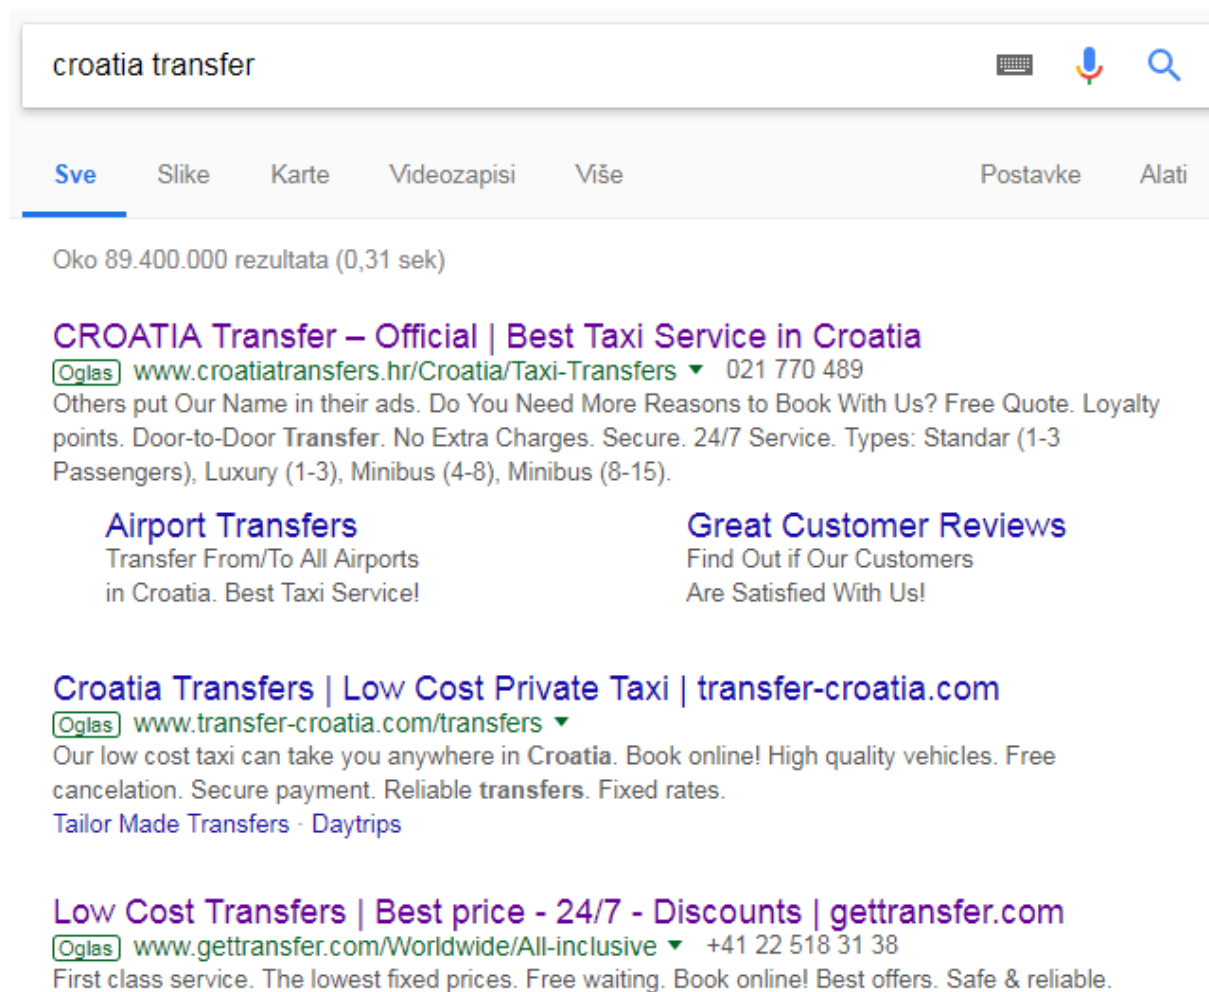 croatia transfer
Sve Slike Karte Videozapisi Više Postavke Alati
Oko 89.400.000 rezultata (0,31 sek)
CROATIA Transfer – Official | Best Taxi Service in Croatia
Oglas www.croatiatransfers.hr/Croatia/Taxi-Transfers 021 770 489
Others put Our Name in their ads. Do You Need More Reasons to Book With Us? Free Quote. Loyalty
points. Door-to-Door Transfer. No Extra Charges. Secure. 24/7 Service. Types: Standar (1-3
Passengers), Luxury (1-3), Minibus (4-8), Minibus (8-15).
Airport Transfers
Transfer From/To All Airports
in Croatia. Best Taxi Service!
Great Customer Reviews
Find Out if Our Customers
Are Satisfied With Us!
Croatia Transfers | Low Cost Private Taxi | transfer-croatia.com
Oglas www.transfer-croatia.com/transfers
Our low cost taxi can take you anywhere in Croatia. Book online! High quality vehicles. Free
cancelation. Secure payment. Reliable transfers. Fixed rates.
Tailor Made Transfers · Daytrips
Low Cost Transfers | Best price - 24/7 - Discounts | gettransfer.com
Oglas www.gettransfer.com/Worldwide/All-inclusive +41 22 518 31 38
First class service. The lowest fixed prices. Free waiting. Book online! Best offers. Safe & reliable.